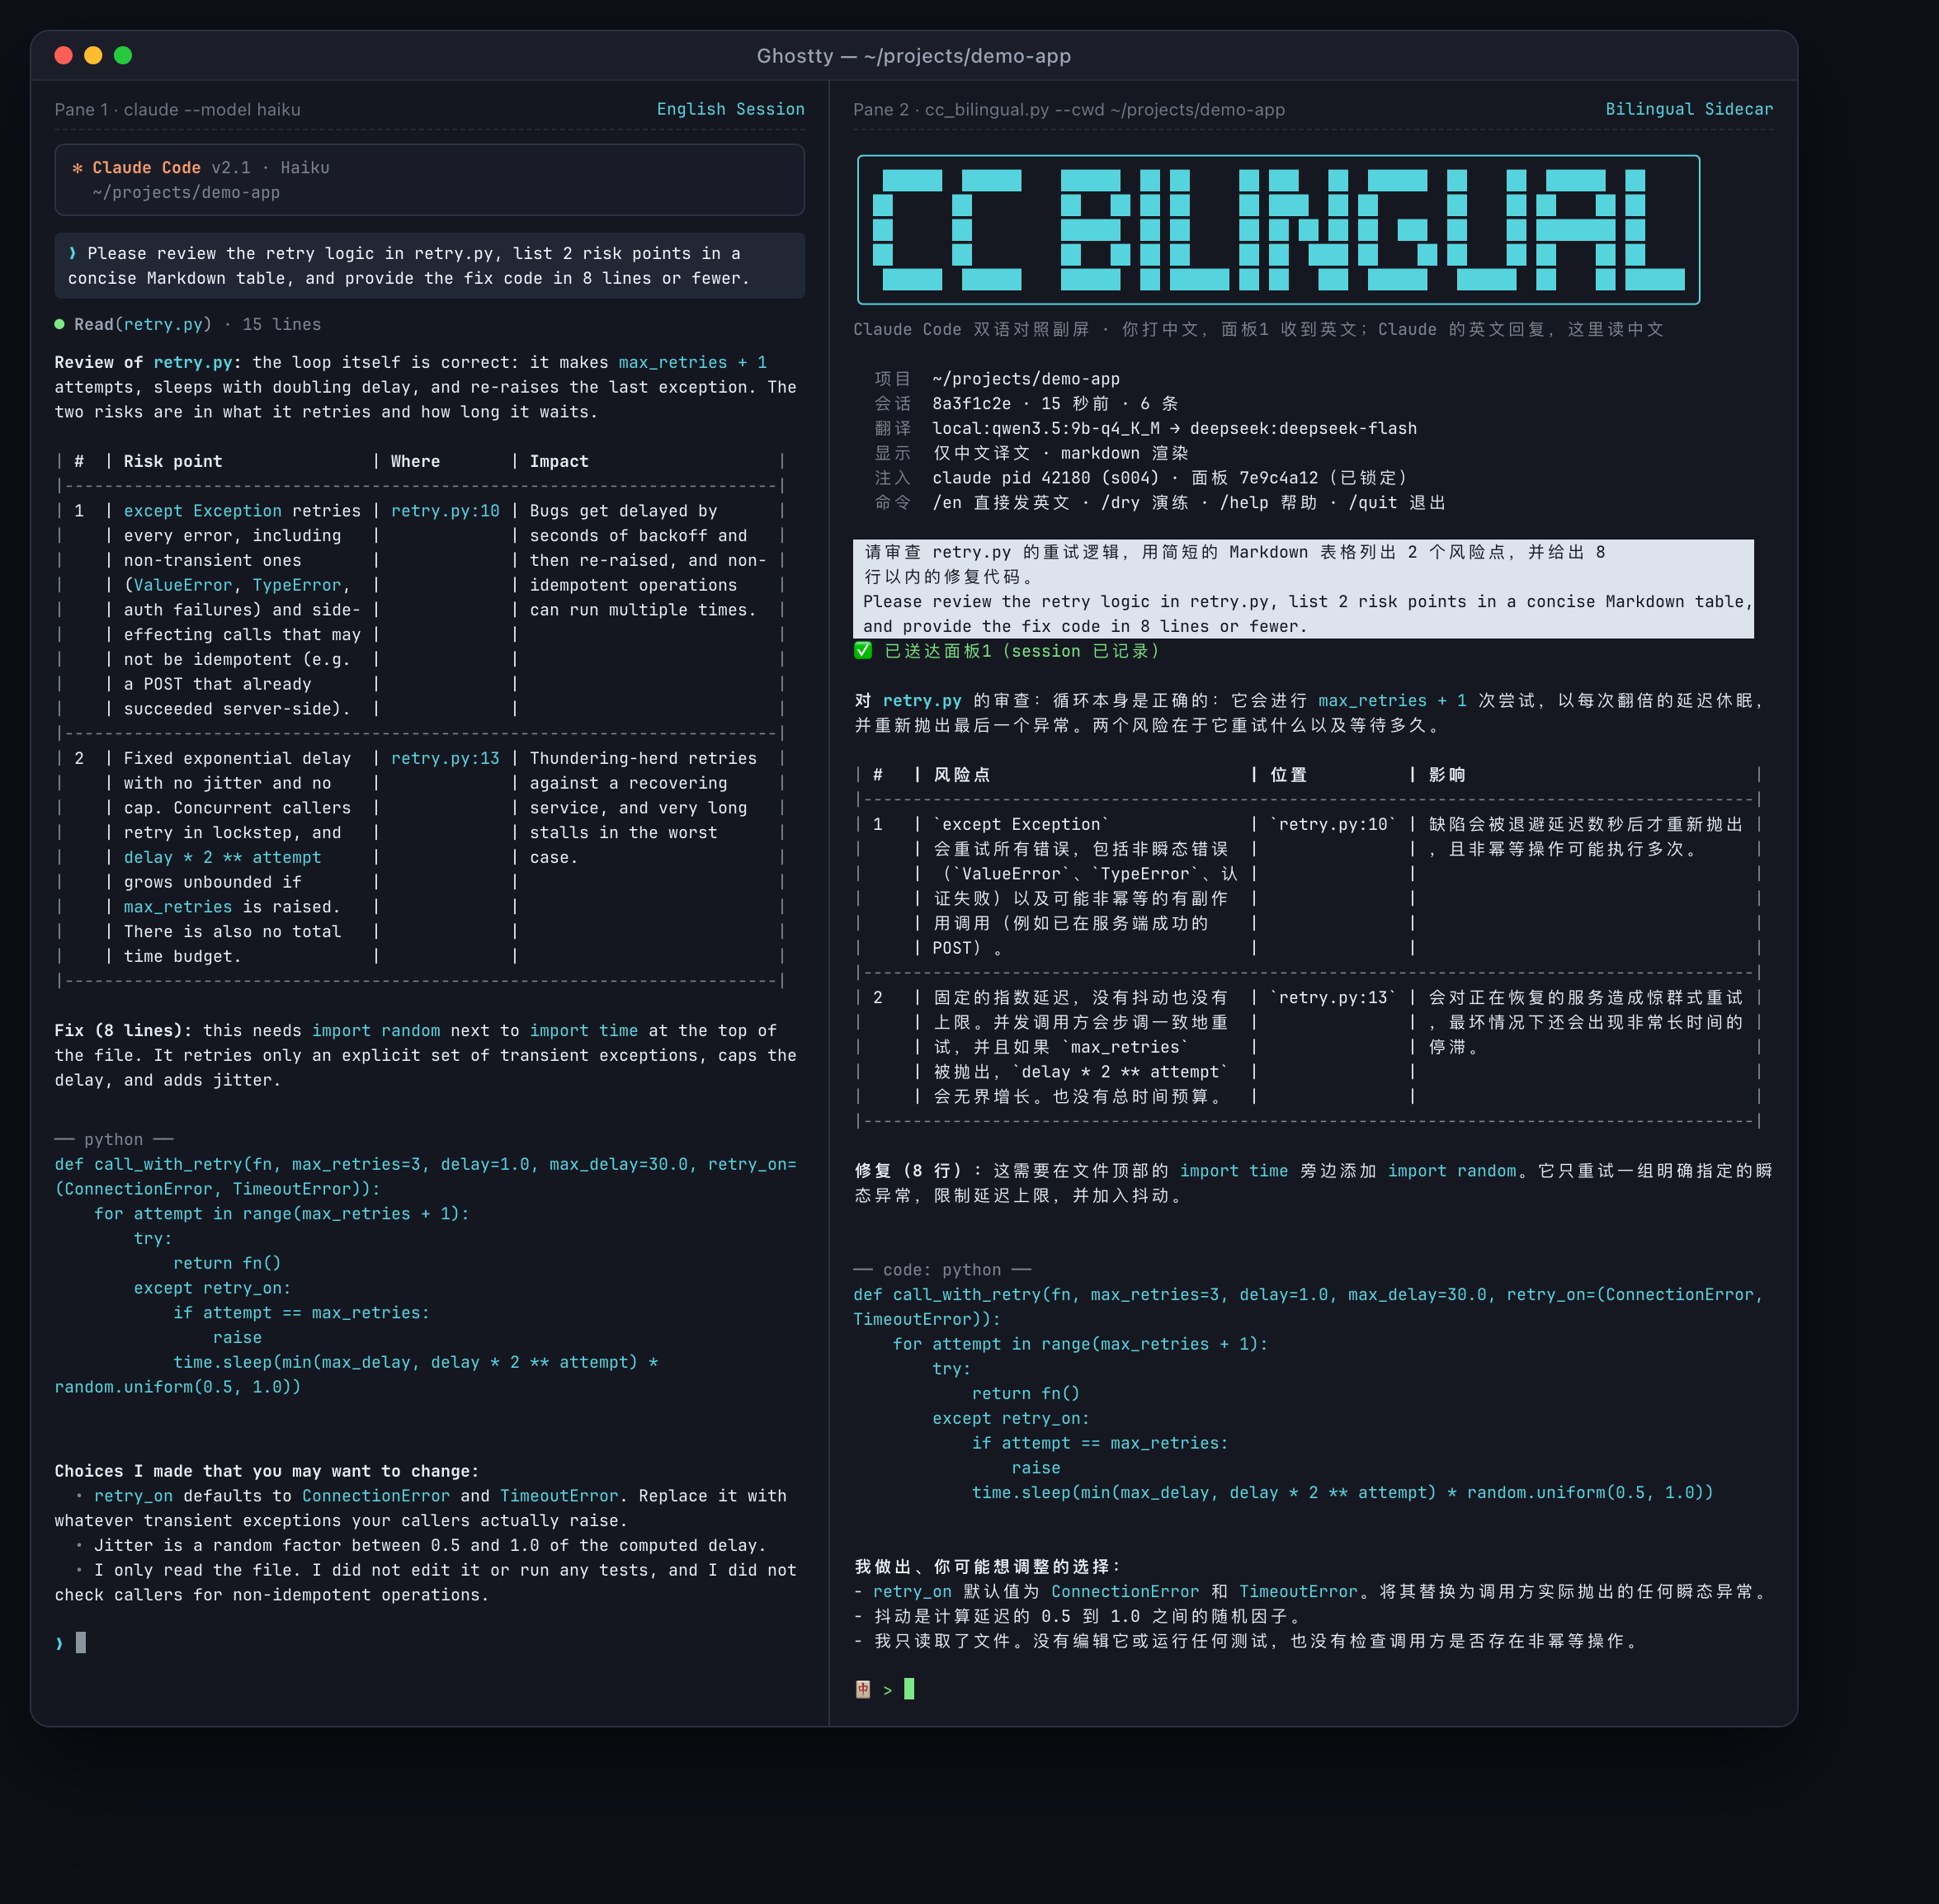 Ghostty — ~/projects/demo-app
Pane 1 · claude --model haiku
English Session
✻ Claude Code v2.1 · Haiku
~/projects/demo-app
❯ Please review the retry logic in retry.py, list 2 risk points in a
concise Markdown table, and provide the fix code in 8 lines or fewer.
● Read(retry.py) · 15 lines
Review of retry.py: the loop itself is correct: it makes max_retries + 1
attempts, sleeps with doubling delay, and re-raises the last exception. The
two risks are in what it retries and how long it waits.
| # | Risk point | Where | Impact |
|------------------------------------------------------------------------|
| 1 | except Exception retries | retry.py:10 | Bugs get delayed by |
| | every error, including | | seconds of backoff and |
| | non-transient ones | | then re-raised, and non- |
| | (ValueError, TypeError, | | idempotent operations |
| | auth failures) and side- | | can run multiple times. |
| | effecting calls that may | | |
| | not be idempotent (e.g. | | |
| | a POST that already | | |
| | succeeded server-side). | | |
|------------------------------------------------------------------------|
| 2 | Fixed exponential delay | retry.py:13 | Thundering-herd retries |
| | with no jitter and no | | against a recovering |
| | cap. Concurrent callers | | service, and very long |
| | retry in lockstep, and | | stalls in the worst |
| | delay * 2 ** attempt | | case. |
| | grows unbounded if | | |
| | max_retries is raised. | | |
| | There is also no total | | |
| | time budget. | | |
|------------------------------------------------------------------------|
Fix (8 lines): this needs import random next to import time at the top of
the file. It retries only an explicit set of transient exceptions, caps the
delay, and adds jitter.
── python ──
def call_with_retry(fn, max_retries=3, delay=1.0, max_delay=30.0, retry_on=
(ConnectionError, TimeoutError)):
    for attempt in range(max_retries + 1):
        try:
            return fn()
        except retry_on:
            if attempt == max_retries:
                raise
            time.sleep(min(max_delay, delay * 2 ** attempt) *
random.uniform(0.5, 1.0))
Choices I made that you may want to change:
• retry_on defaults to ConnectionError and TimeoutError. Replace it with
whatever transient exceptions your callers actually raise.
• Jitter is a random factor between 0.5 and 1.0 of the computed delay.
• I only read the file. I did not edit it or run any tests, and I did not
check callers for non-idempotent operations.
❯
Pane 2 · cc_bilingual.py --cwd ~/projects/demo-app
Bilingual Sidecar
CC BILINGUAL
Claude Code 双语对照副屏 · 你打中文，面板1 收到英文；Claude 的英文回复，这里读中文
项目 ~/projects/demo-app
会话 8a3f1c2e · 15 秒前 · 6 条
翻译 local:qwen3.5:9b-q4_K_M → deepseek:deepseek-flash
显示 仅中文译文 · markdown 渲染
注入 claude pid 42180 (s004) · 面板 7e9c4a12 (已锁定)
命令 /en 直接发英文 · /dry 演练 · /help 帮助 · /quit 退出
请审查 retry.py 的重试逻辑，用简短的 Markdown 表格列出 2 个风险点，并给出 8
行以内的修复代码。
Please review the retry logic in retry.py, list 2 risk points in a concise Markdown table,
and provide the fix code in 8 lines or fewer.
✅ 已送达面板1 (session 已记录)
对 retry.py 的审查：循环本身是正确的：它会进行 max_retries + 1 次尝试，以每次翻倍的延迟休眠，
并重新抛出最后一个异常。两个风险在于它重试什么以及等待多久。
| # | 风险点 | 位置 | 影响 |
|------------------------------------------------------------------------------------------|
| 1 | `except Exception` | `retry.py:10` | 缺陷会被退避延迟数秒后才重新抛出 |
| | 会重试所有错误，包括非瞬态错误 | | ，且非幂等操作可能执行多次。 |
| | （`ValueError`、`TypeError`、认 | | |
| | 证失败）以及可能非幂等的有副作 | | |
| | 用调用（例如已在服务端成功的 | | |
| | POST）。 | | |
|------------------------------------------------------------------------------------------|
| 2 | 固定的指数延迟，没有抖动也没有 | `retry.py:13` | 会对正在恢复的服务造成惊群式重试 |
| | 上限。并发调用方会步调一致地重 | | ，最坏情况下还会出现非常长时间的 |
| | 试，并且如果 `max_retries` | | 停滞。 |
| | 被抛出，`delay * 2 ** attempt` | | |
| | 会无界增长。也没有总时间预算。 | | |
|------------------------------------------------------------------------------------------|
修复（8 行）：这需要在文件顶部的 import time 旁边添加 import random。它只重试一组明确指定的瞬
态异常，限制延迟上限，并加入抖动。
── code: python ──
def call_with_retry(fn, max_retries=3, delay=1.0, max_delay=30.0, retry_on=(ConnectionError,
TimeoutError)):
    for attempt in range(max_retries + 1):
        try:
            return fn()
        except retry_on:
            if attempt == max_retries:
                raise
            time.sleep(min(max_delay, delay * 2 ** attempt) * random.uniform(0.5, 1.0))
我做出、你可能想调整的选择：
- retry_on 默认值为 ConnectionError 和 TimeoutError。将其替换为调用方实际抛出的任何瞬态异常。
- 抖动是计算延迟的 0.5 到 1.0 之间的随机因子。
- 我只读取了文件。没有编辑它或运行任何测试，也没有检查调用方是否存在非幂等操作。
🀄 >